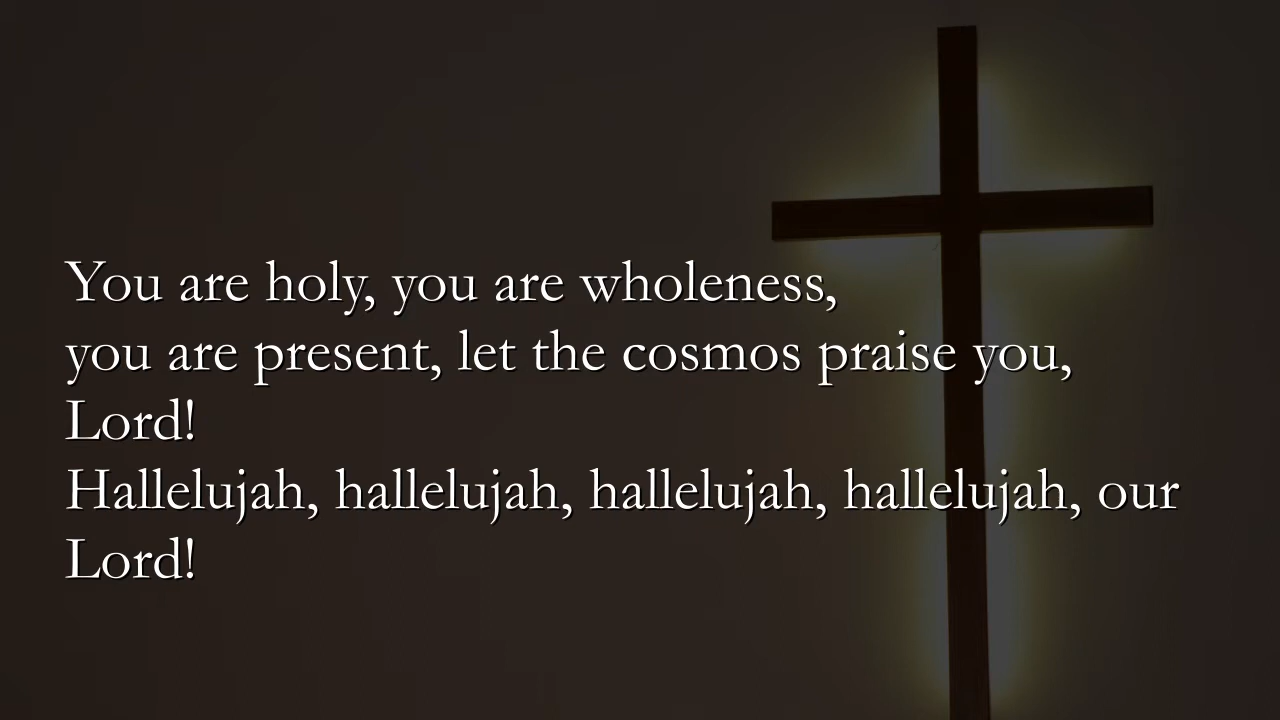 You are holy, you are wholeness,
you are present, let the cosmos praise you,
Lord!
Hallelujah, hallelujah, hallelujah, hallelujah, our
Lord!